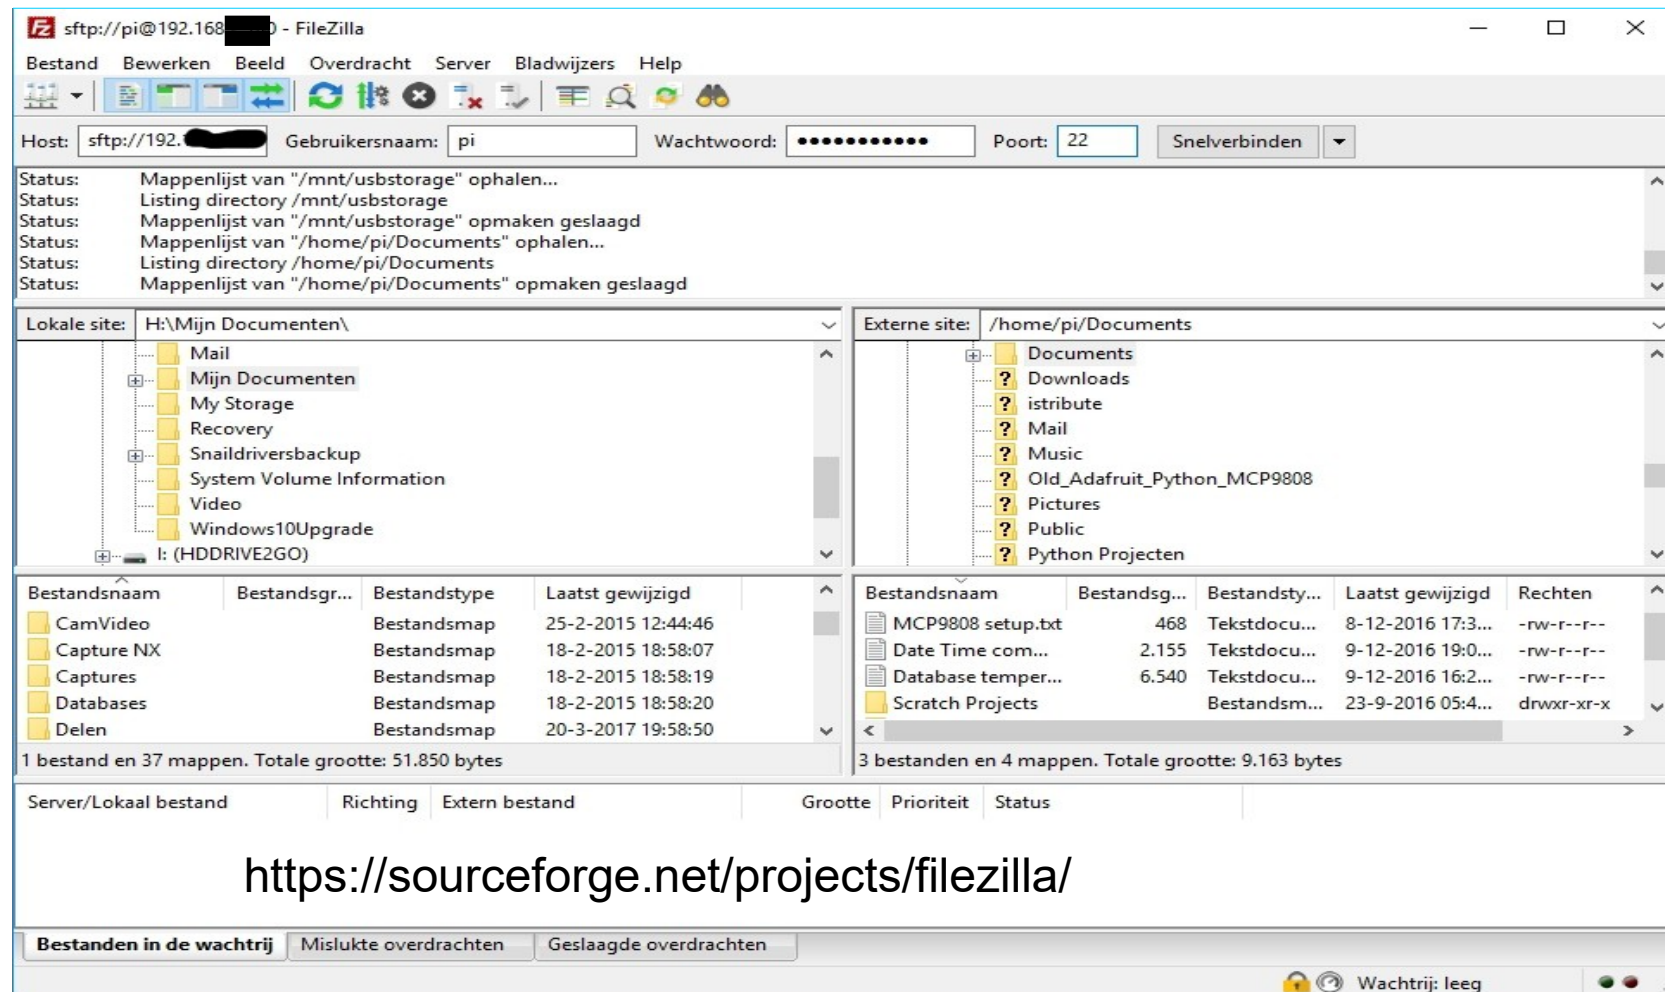 sftp://pi@192.168 0 - FileZilla
Bestand Bewerken Beeld Overdracht Server Bladwijzers Help
Host: sftp://192. Gebruikersnaam: pi Wachtwoord: ●●●●●●●●●●● Poort: 22 Snelverbinden
Status: Mappenlijst van "/mnt/usbstorage" ophalen...
Status: Listing directory /mnt/usbstorage
Status: Mappenlijst van "/mnt/usbstorage" opmaken geslaagd
Status: Mappenlijst van "/home/pi/Documents" ophalen...
Status: Listing directory /home/pi/Documents
Status: Mappenlijst van "/home/pi/Documents" opmaken geslaagd
Lokale site: H:\Mijn Documenten\
Mail
Mijn Documenten
My Storage
Recovery
Snaildriversbackup
System Volume Information
Video
Windows10Upgrade
I: (HDDRIVE2GO)
Externe site: /home/pi/Documents
Documents
? Downloads
? istribute
? Mail
? Music
? Old_Adafruit_Python_MCP9808
? Pictures
? Public
? Python Projecten
Bestandsnaam Bestandsgr... Bestandstype Laatst gewijzigd
CamVideo Bestandsmap 25-2-2015 12:44:46
Capture NX Bestandsmap 18-2-2015 18:58:07
Captures Bestandsmap 18-2-2015 18:58:19
Databases Bestandsmap 18-2-2015 18:58:20
Delen Bestandsmap 20-3-2017 19:58:50
1 bestand en 37 mappen. Totale grootte: 51.850 bytes
Bestandsnaam Bestandsg... Bestandsty... Laatst gewijzigd Rechten
MCP9808 setup.txt 468 Tekstdocu... 8-12-2016 17:3... -rw-r--r--
Date Time com... 2.155 Tekstdocu... 9-12-2016 19:0... -rw-r--r--
Database temper... 6.540 Tekstdocu... 9-12-2016 16:2... -rw-r--r--
Scratch Projects Bestandsm... 23-9-2016 05:4... drwxr-xr-x
3 bestanden en 4 mappen. Totale grootte: 9.163 bytes
Server/Lokaal bestand Richting Extern bestand Grootte Prioriteit Status
https://sourceforge.net/projects/filezilla/
Bestanden in de wachtrij Mislukte overdrachten Geslaagde overdrachten
Wachtrij: leeg